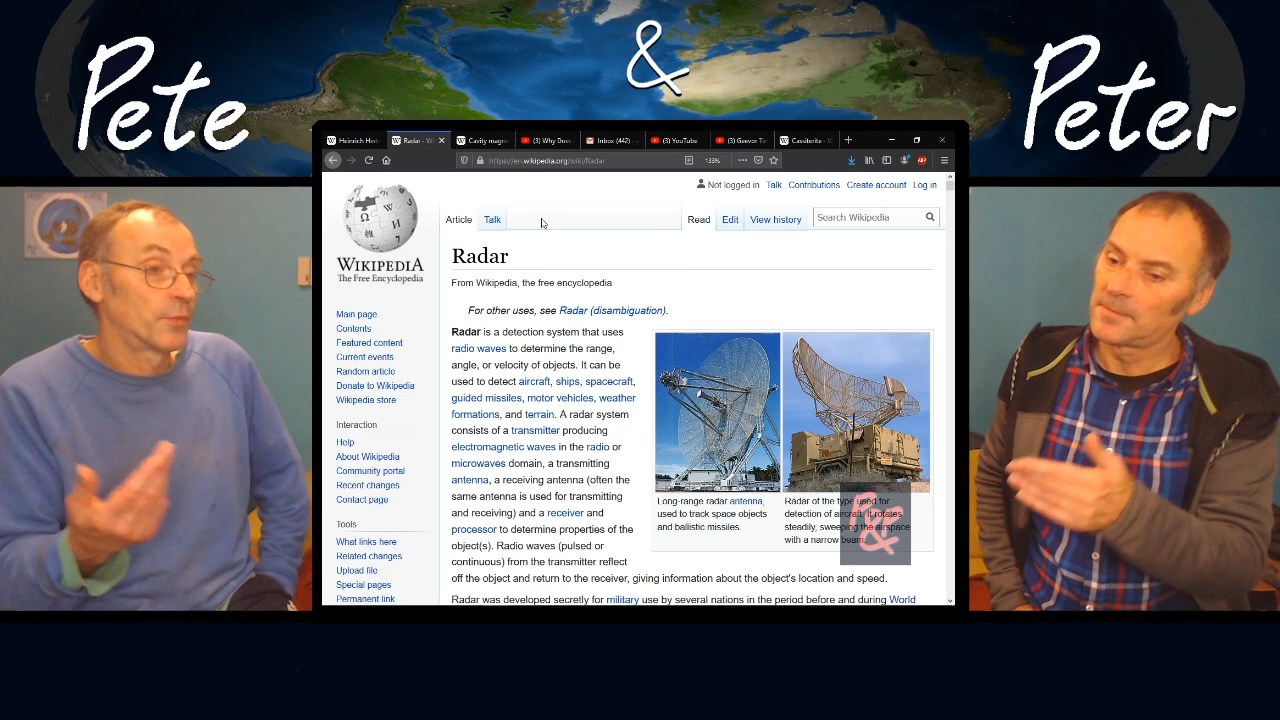 Pete
&
Peter
Heinrich Hert
Radar - Wi
Cavity magn
(3) Why Does
Inbox (442) -
(3) YouTube
(3) Geevor Ti
Cassiterite - W
https://en.wikipedia.org/wiki/Radar
133%
ABP
Not logged in Talk Contributions Create account Log in
Article Talk Read Edit View history Search Wikipedia
WIKIPEDIA
The Free Encyclopedia
Main page
Contents
Featured content
Current events
Random article
Donate to Wikipedia
Wikipedia store
Interaction
Help
About Wikipedia
Community portal
Recent changes
Contact page
Tools
What links here
Related changes
Upload file
Special pages
Permanent link
Radar
From Wikipedia, the free encyclopedia
For other uses, see Radar (disambiguation).
Radar is a detection system that uses
radio waves to determine the range,
angle, or velocity of objects. It can be
used to detect aircraft, ships, spacecraft,
guided missiles, motor vehicles, weather
formations, and terrain. A radar system
consists of a transmitter producing
electromagnetic waves in the radio or
microwaves domain, a transmitting
antenna, a receiving antenna (often the
same antenna is used for transmitting
and receiving) and a receiver and
processor to determine properties of the
object(s). Radio waves (pulsed or
continuous) from the transmitter reflect
off the object and return to the receiver, giving information about the object's location and speed.
Radar was developed secretly for military use by several nations in the period before and during World
Long-range radar antenna,
used to track space objects
and ballistic missiles.
Radar of the type used for
detection of aircraft. It rotates
steadily, sweeping the airspace
with a narrow beam.
&